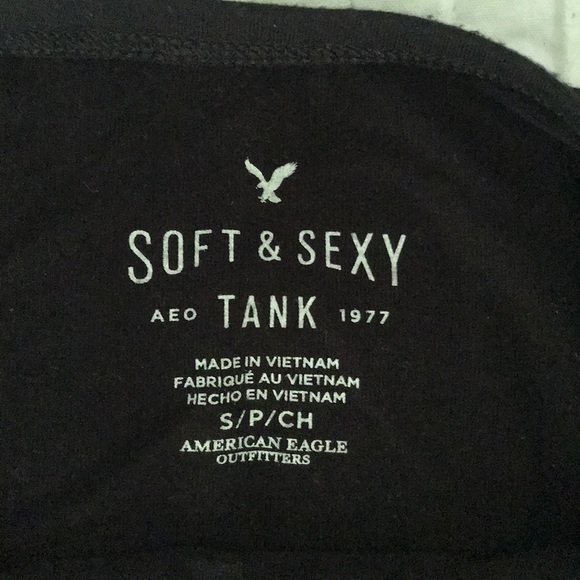 SOFT & SEXY
AEO TANK 1977
MADE IN VIETNAM
FABRIQUÉ AU VIETNAM
HECHO EN VIETNAM
S/P/CH
AMERICAN EAGLE
OUTFITTERS